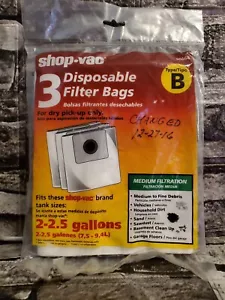 shop·vac®
Type/Tipo
B
3 Disposable
Filter Bags
Bolsas filtrantes desechables
For dry pick-up only.
CHANGED
12-27-16
MEDIUM FILTRATION
FILTRACIÓN MEDIA
• Medium to Fine Debris
• Vehicles /
• Household Dirt
• Sand /
• Sawdust /
• Basement Clean Up
• Garage Floors /
Fits these shop·vac® brand
tank sizes:
2-2.5 gallons
2-2.5 galones (7,5 - 9,4L)